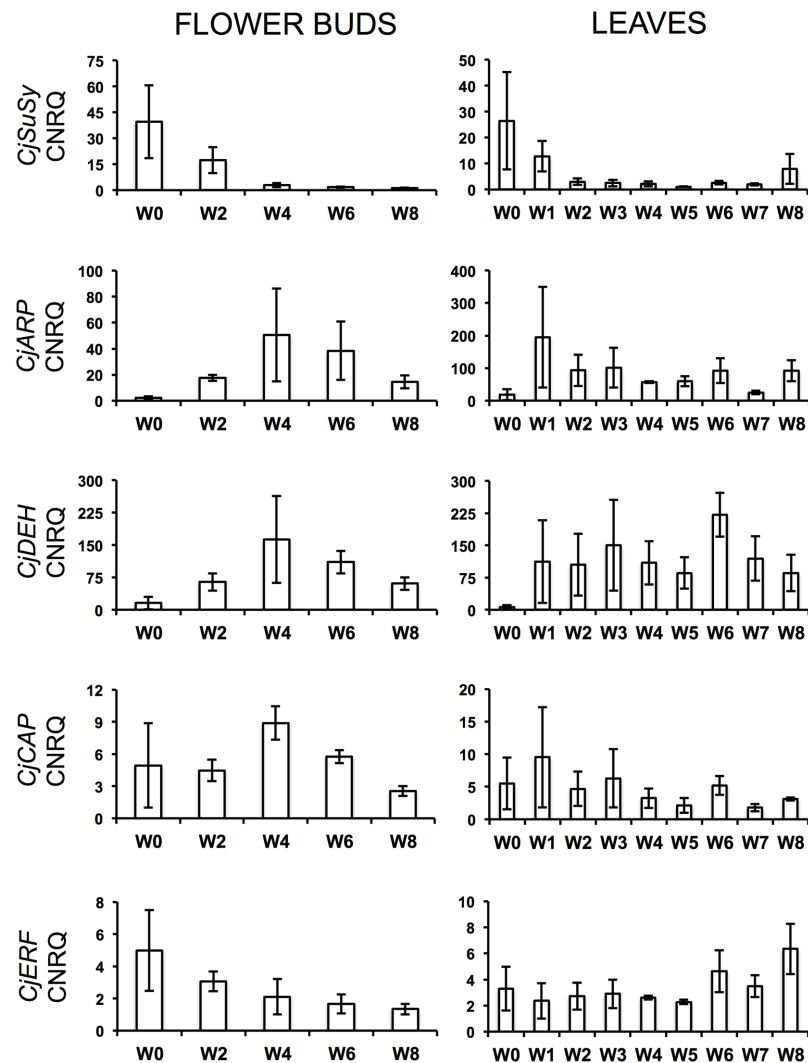 FLOWER BUDS LEAVES
CjSuSy
CNRQ
75
60
45
30
15
0
W0 W2 W4 W6 W8
50
40
30
20
10
0
W0 W1 W2 W3 W4 W5 W6 W7 W8
CjARP
CNRQ
100
80
60
40
20
0
W0 W2 W4 W6 W8
400
300
200
100
0
W0 W1 W2 W3 W4 W5 W6 W7 W8
CjDEH
CNRQ
300
225
150
75
0
W0 W2 W4 W6 W8
300
225
150
75
0
W0 W1 W2 W3 W4 W5 W6 W7 W8
CjCAP
CNRQ
12
9
6
3
0
W0 W2 W4 W6 W8
20
15
10
5
0
W0 W1 W2 W3 W4 W5 W6 W7 W8
CjERF
CNRQ
8
6
4
2
0
W0 W2 W4 W6 W8
10
8
6
4
2
0
W0 W1 W2 W3 W4 W5 W6 W7 W8